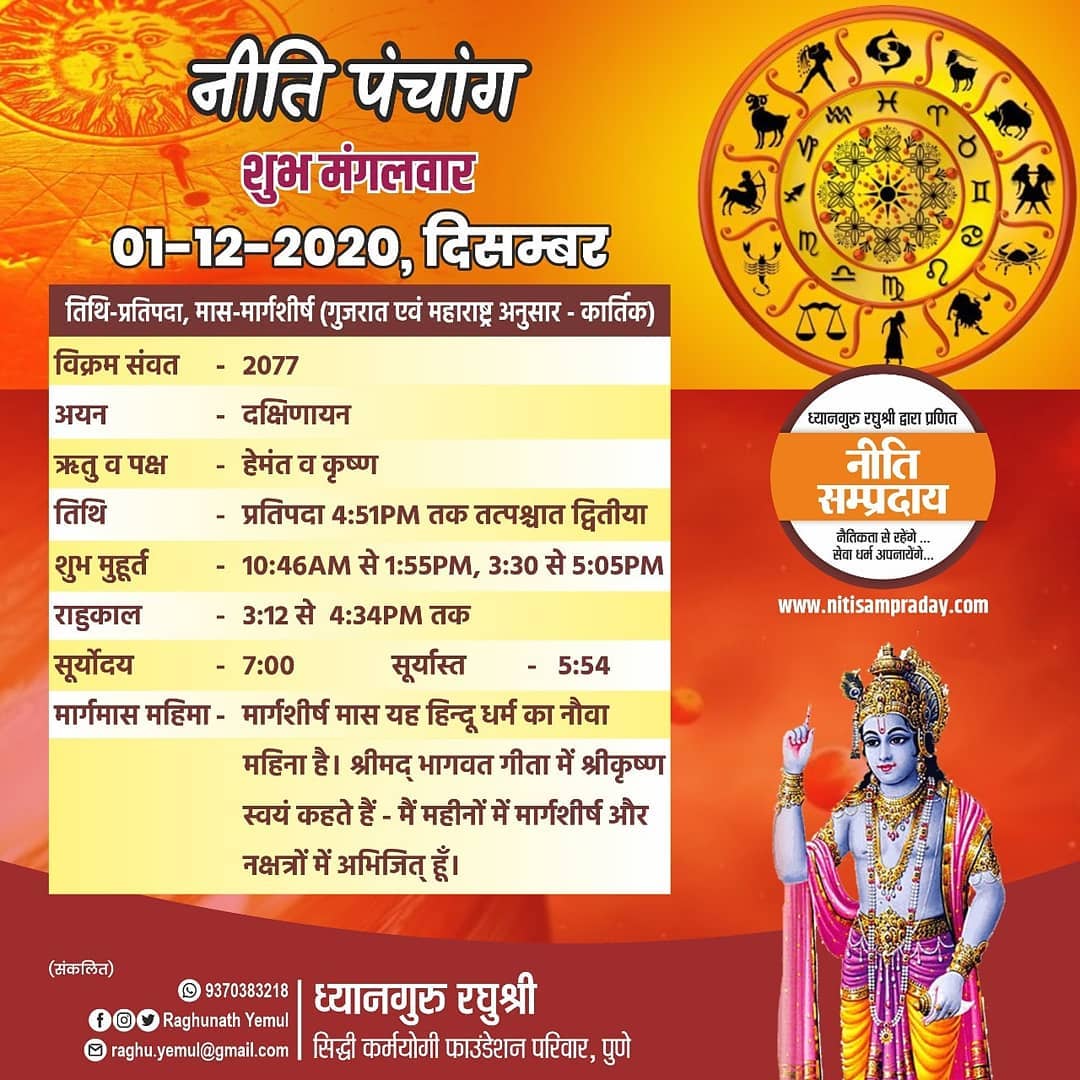 नीति पंचांग
शुभ मंगलवार
01-12-2020, दिसम्बर
तिथि-प्रतिपदा, मास-मार्गशीर्ष (गुजरात एवं महाराष्ट्र अनुसार - कार्तिक)
विक्रम संवत - 2077
अयन - दक्षिणायन
ऋतु व पक्ष - हेमंत व कृष्ण
तिथि - प्रतिपदा 4:51PM तक तत्पश्चात द्वितीया
शुभ मुहूर्त - 10:46AM से 1:55PM, 3:30 से 5:05PM
राहुकाल - 3:12 से 4:34PM तक
सूर्योदय - 7:00 सूर्यास्त - 5:54
मार्गमास महिमा - मार्गशीर्ष मास यह हिन्दू धर्म का नौवा
महिना है। श्रीमद् भागवत गीता में श्रीकृष्ण
स्वयं कहते हैं - मैं महीनों में मार्गशीर्ष और
नक्षत्रों में अभिजित् हूँ।
ध्यानगुरु रघुश्री द्वारा प्रणित
नीति
सम्प्रदाय
नैतिकता से रहेंगे ...
सेवा धर्म अपनायेंगे...
www.nitisampraday.com
(संकलित)
9370383218
Raghunath Yemul
raghu.yemul@gmail.com
ध्यानगुरु रघुश्री
सिद्धी कर्मयोगी फाउंडेशन परिवार, पुणे